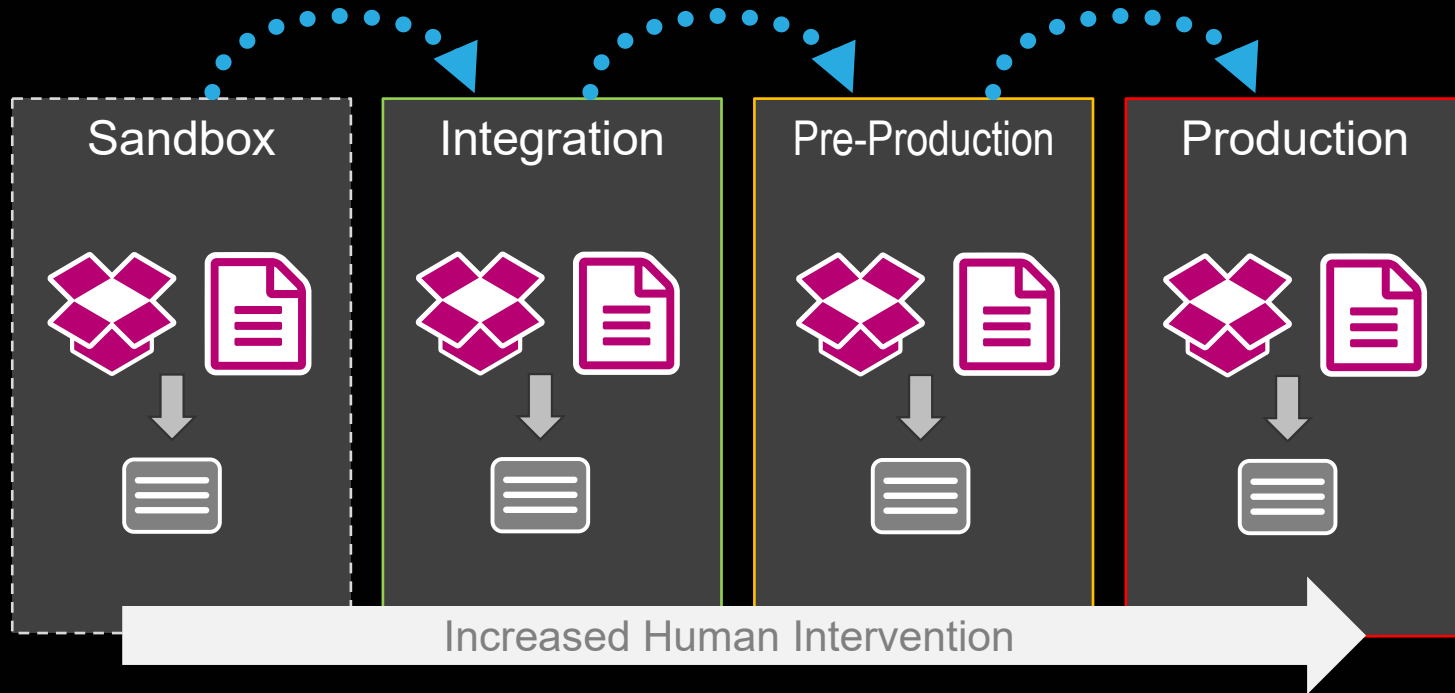 Sandbox
Integration
Pre-Production
Production
Increased Human Intervention